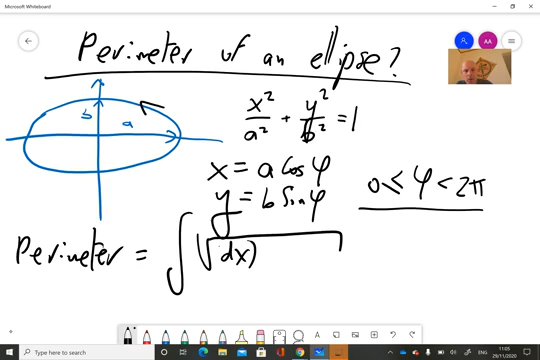 Microsoft Whiteboard
Perimeter of an ellipse?
AA
b
a
x²/a² + y²/b² = 1
x = a cos φ
y = b sin φ
0 ≤ φ < 2π
Perimeter = ∫√dx)
Type here to search
11:05
29/11/2020